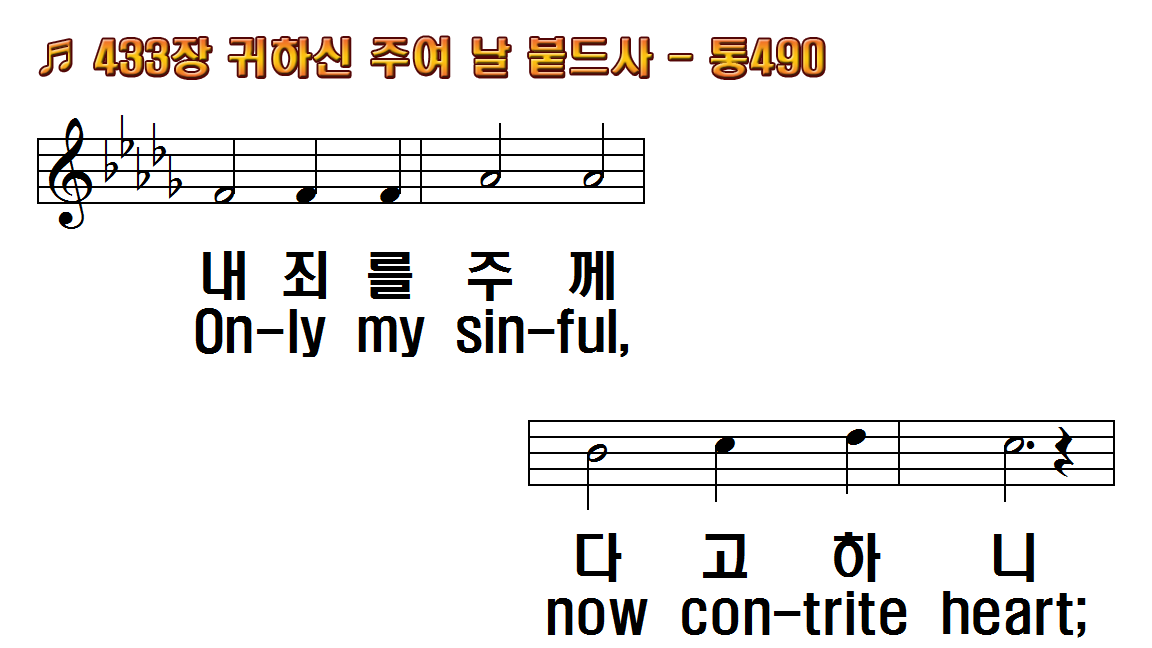 ♬ 433장 귀하신 주여 날 붙드사 - 통490
내 죄 를 주 께
On-ly my sin-ful,
다 고 하 니
now con-trite heart;